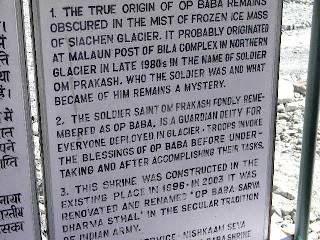 1. THE TRUE ORIGIN OF OP BABA REMAINS
OBSCURED IN THE MIST OF FROZEN ICE MASS
OF SIACHEN GLACIER. IT PROBABLY ORIGINATED
AT MALAUN POST OF BILA COMPLEX IN NORTHERN
GLACIER IN LATE 1980s IN THE NAME OF SOLDIER
OM PRAKASH. WHO THE SOLDIER WAS AND WHAT
BECAME OF HIM REMAINS A MYSTERY.
2. THE SOLDIER SAINT OM PRAKASH FONDLY REME-
MBERED AS OP BABA, IS A GUARDIAN DEITY FOR
EVERYONE DEPLOYED IN GLACIER. TROOPS INVOKE
THE BLESSINGS OF OP BABA BEFORE UNDER-
TAKING AND AFTER ACCOMPLISHING THEIR TASKS.
3. THIS SHRINE WAS CONSTRUCTED IN THE
EXISTING PLACE IN 1996. IN 2003 IT WAS
RENOVATED AND RENAMED "OP BABA-SARVA
DHARMA STHAL" IN THE SECULAR TRADITION
OF INDIAN ARMY.
SERVICE - NISHKAAM SEVA